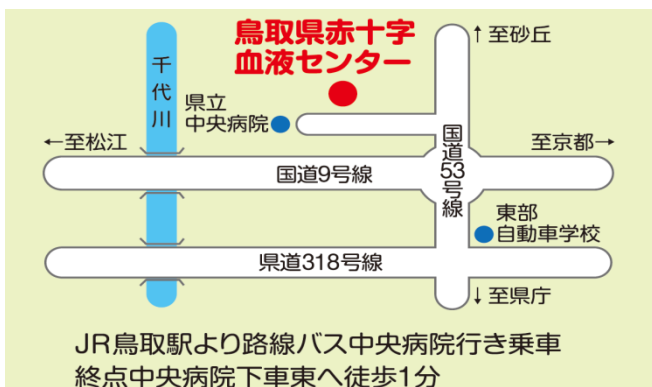 鳥取県赤十字
血液センター
↑至砂丘
千代川
県立
中央病院
←至松江
国道53号線
至京都→
国道9号線
東部
自動車学校
県道318号線
↓至県庁
JR鳥取駅より路線バス中央病院行き乗車
終点中央病院下車東へ徒歩1分